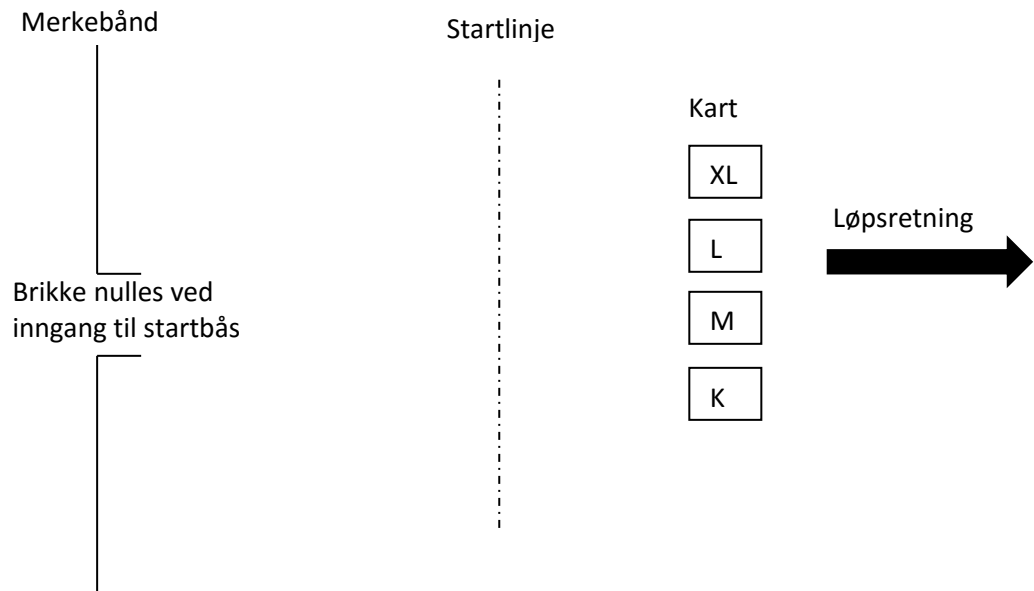 Merkebånd
Startlinje
Kart
XL
L
Løpsretning
M
K
Brikke nulles ved
inngang til startbås